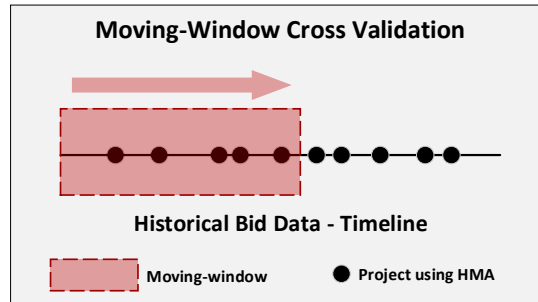 Moving-Window Cross Validation
Historical Bid Data - Timeline
Moving-window
Project using HMA